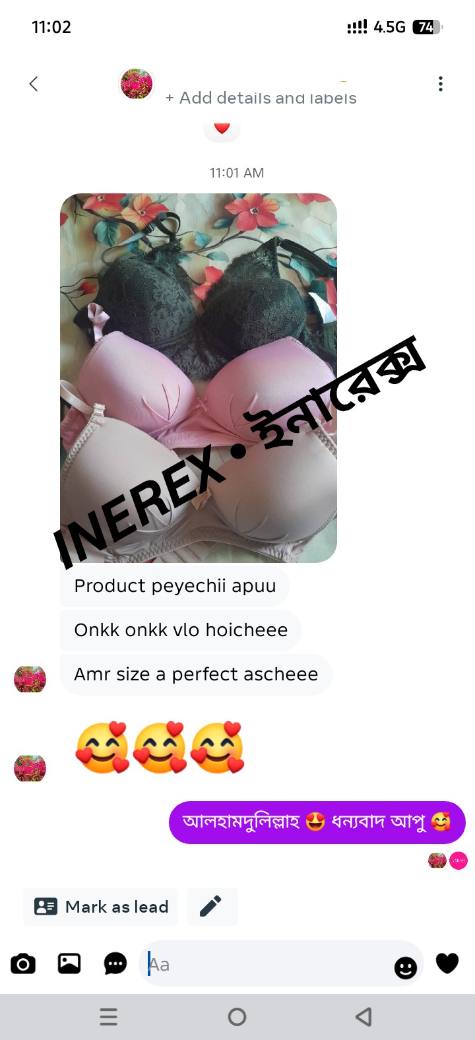 11:02
4.5G 74
+ Add details and labels
11:01 AM
INEREX • ইনারেক্স
Product peyechii apuu
Onkk onkk vlo hoicheee
Amr size a perfect ascheee
আলহামদুলিল্লাহ 😍 ধন্যবাদ আপু 🥰
Mark as lead
Aa